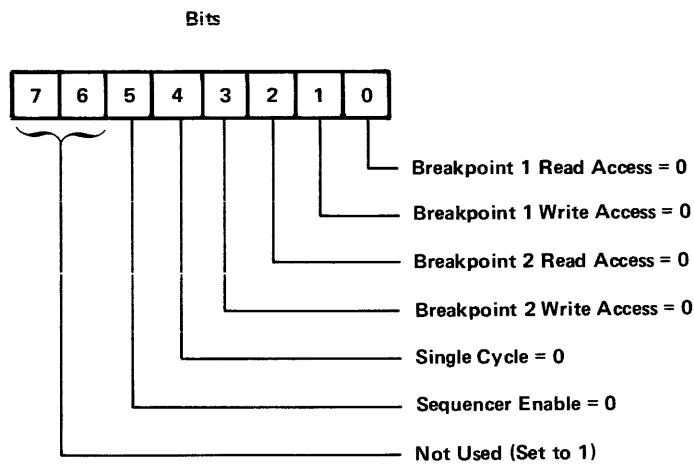 Bits
7 6 5 4 3 2 1 0
Breakpoint 1 Read Access = 0
Breakpoint 1 Write Access = 0
Breakpoint 2 Read Access = 0
Breakpoint 2 Write Access = 0
Single Cycle = 0
Sequencer Enable = 0
Not Used (Set to 1)